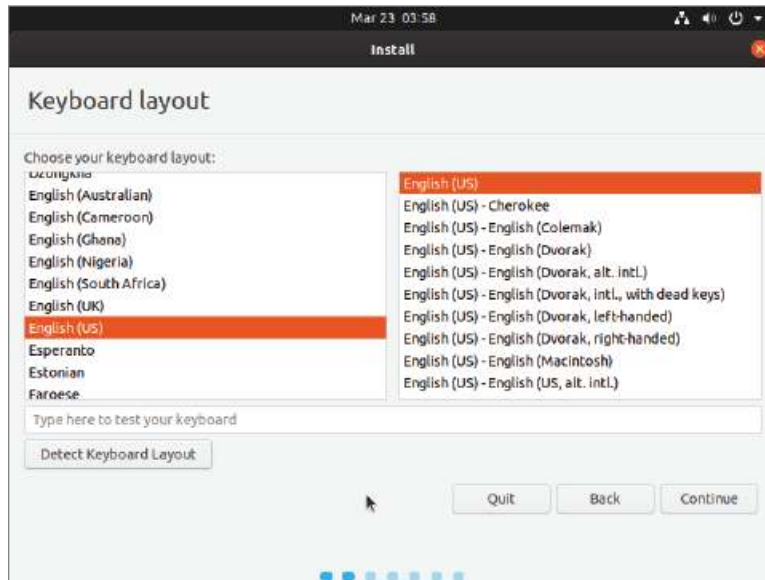 Mar 23 03:58
Install
Keyboard layout
Choose your keyboard layout:
Dzongkha
English (Australian)
English (Cameroon)
English (Ghana)
English (Nigeria)
English (South Africa)
English (UK)
English (US)
Esperanto
Estonian
Faroese
English (US)
English (US) - Cherokee
English (US) - English (Colemak)
English (US) - English (Dvorak)
English (US) - English (Dvorak, alt. intl.)
English (US) - English (Dvorak, intl., with dead keys)
English (US) - English (Dvorak, left-handed)
English (US) - English (Dvorak, right-handed)
English (US) - English (Macintosh)
English (US) - English (US, alt. intl.)
Type here to test your keyboard
Detect Keyboard Layout
Quit Back Continue